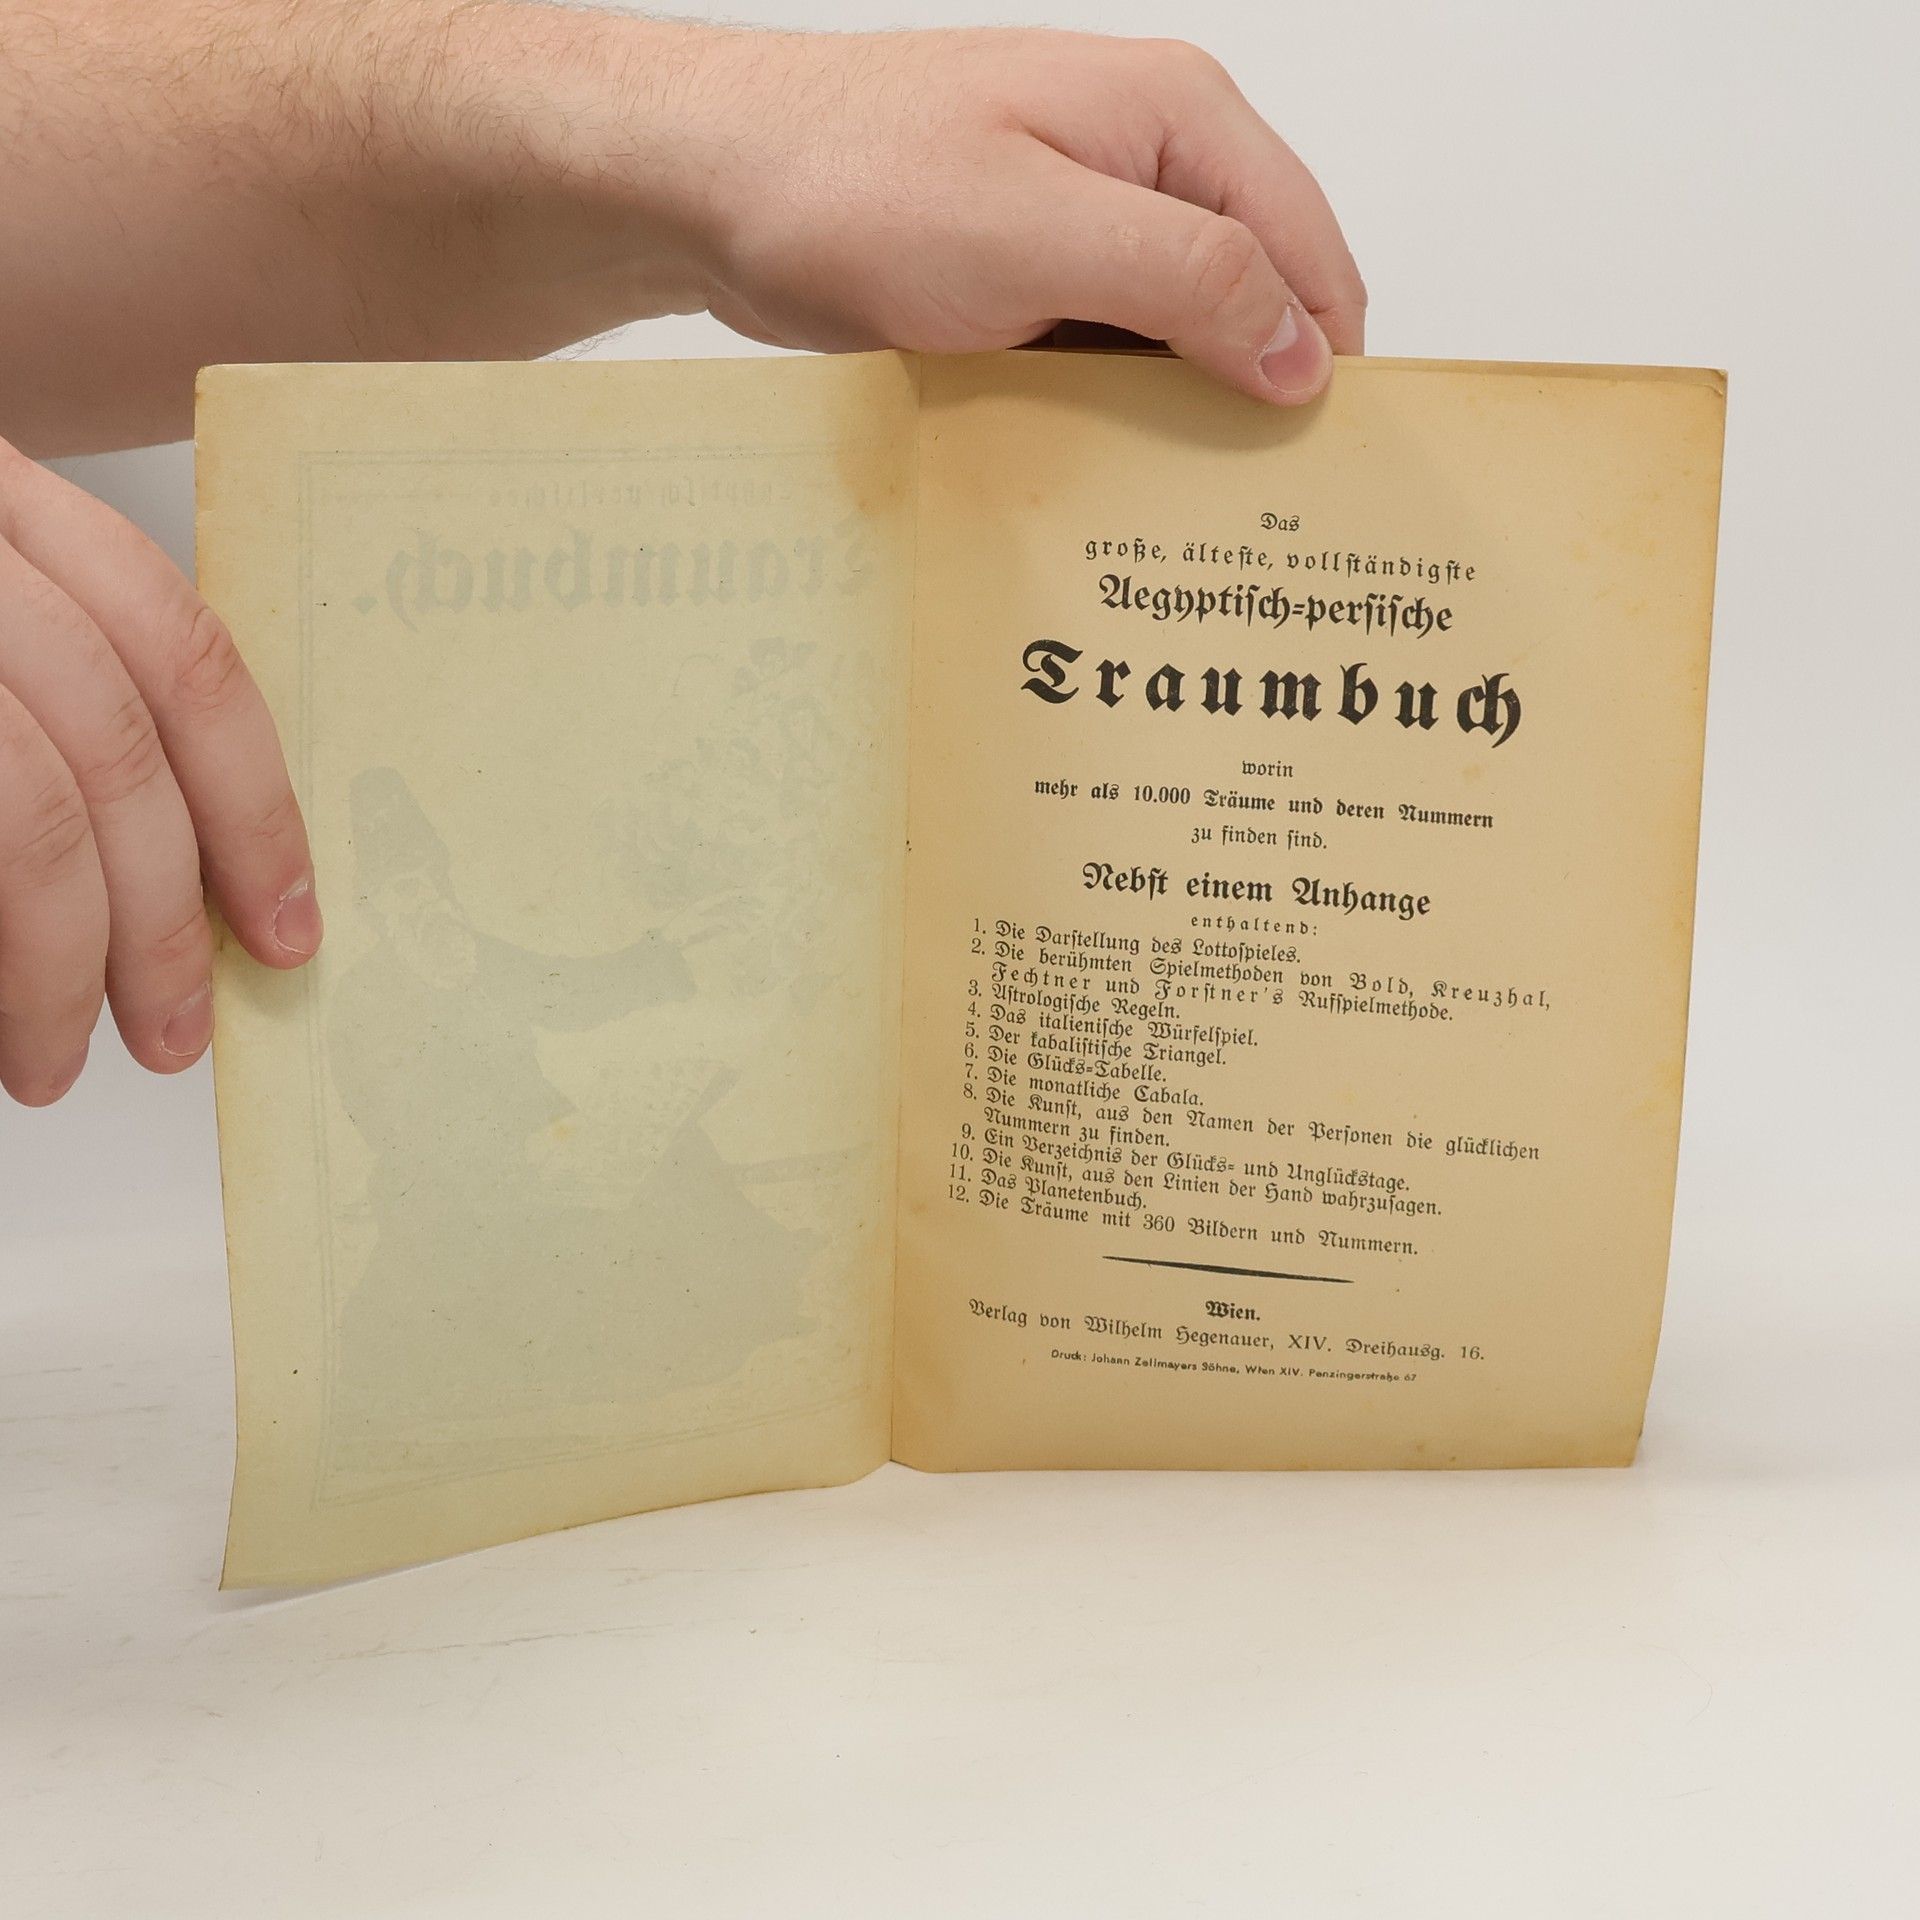 Traumbuch.
Das
große, älteste, vollständigste
Aegyptisch=persische
Traumbuch
worin
mehr als 10.000 Träume und deren Nummern
zu finden sind.
Nebst einem Anhange
enthaltend:
1. Die Darstellung des Lottospieles.
2. Die berühmten Spielmethoden von Bold, Kreuzhal,
Fechtner und Forstner's Rufspielmethode.
3. Astrologische Regeln.
4. Das italienische Würfelspiel.
5. Der kabalistische Triangel.
6. Die Glücks=Tabelle.
7. Die monatliche Cabala.
8. Die Kunst, aus den Namen der Personen die glücklichen
Nummern zu finden.
9. Ein Verzeichnis der Glücks= und Unglückstage.
10. Die Kunst, aus den Linien der Hand wahrzusagen.
11. Das Planetenbuch.
12. Die Träume mit 360 Bildern und Nummern.
Wien.
Verlag von Wilhelm Hegenauer, XIV. Dreihausg. 16.
Druck: Johann Zellmayers Söhne, Wien XIV. Penzingerstraße 67